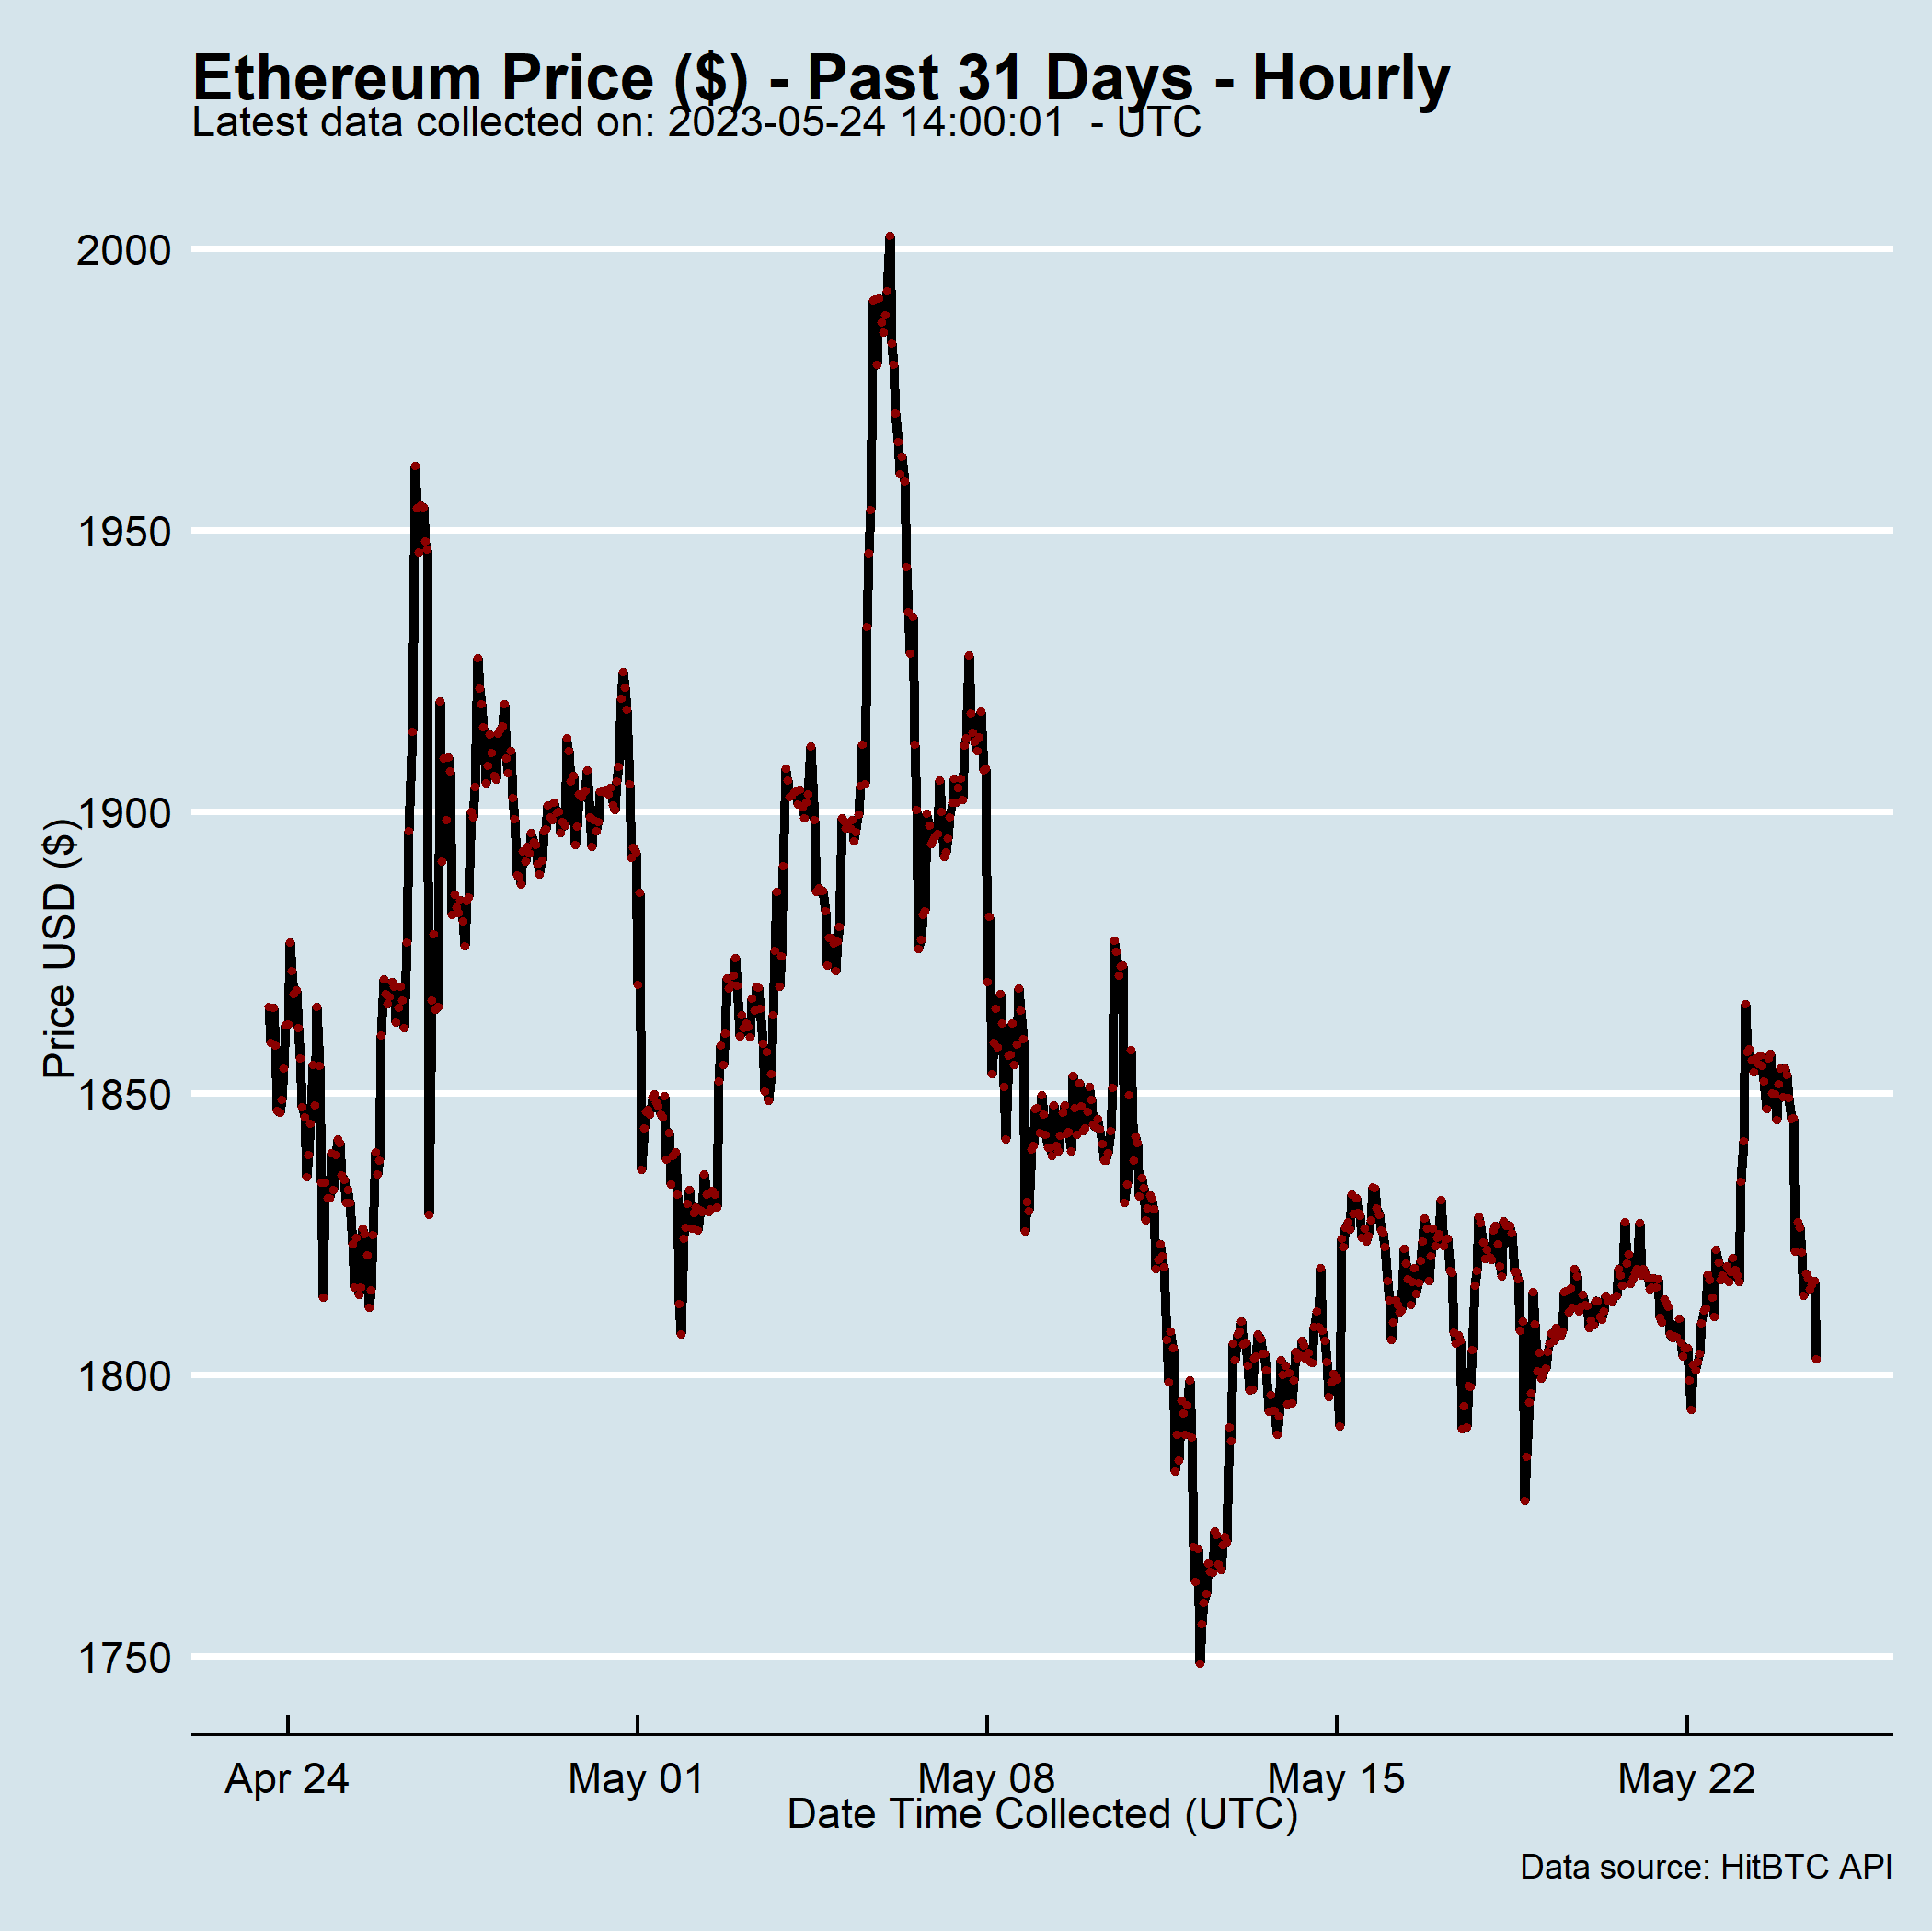 Ethereum Price ($) - Past 31 Days - Hourly
Latest data collected on: 2023-05-24 14:00:01  - UTC
2000
1950
1900
1850
1800
1750
Price USD ($)
Apr 24 May 01 May 08 May 15 May 22
Date Time Collected (UTC)
Data source: HitBTC API